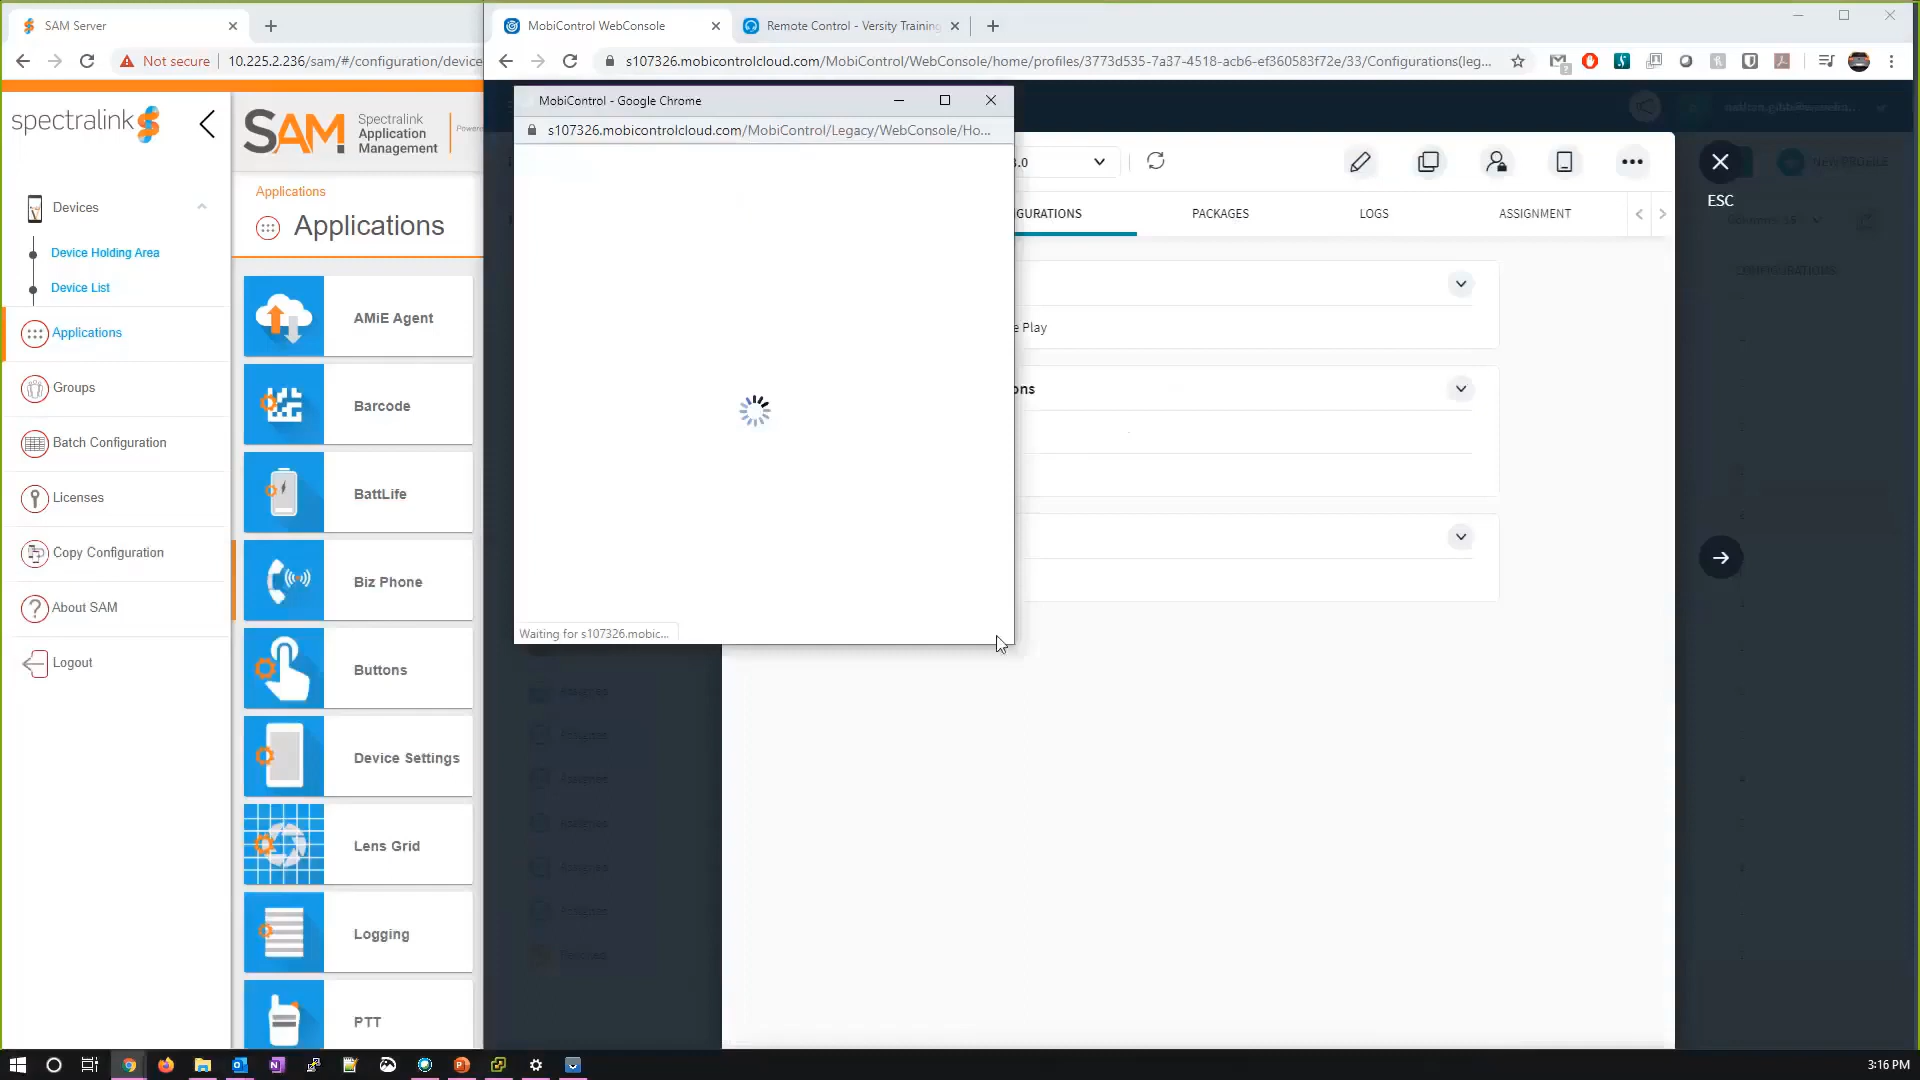 SAM Server
MobiControl WebConsole
Remote Control - Versity Training
Not secure
10.225.2.236/sam/#/configuration/device
s107326.mobicontrolcloud.com/MobiControl/WebConsole/home/profiles/3773d535-7a37-4518-acb6-ef360583f72e/33/Configurations(leg...
spectralink
SAM
Spectralink
Application
Management
Powere
MobiControl - Google Chrome
s107326.mobicontrolcloud.com/MobiControl/Legacy/WebConsole/Ho...
Waiting for s107326.mobic...
NEW PROFILE
ESC
GURATIONS
PACKAGES
LOGS
ASSIGNMENT
CONFIGURATIONS
e Play
ons
Devices
Device Holding Area
Device List
Applications
Groups
Batch Configuration
Licenses
Copy Configuration
About SAM
Logout
Applications
Applications
AMiE Agent
Barcode
BattLife
Biz Phone
Buttons
Device Settings
Lens Grid
Logging
PTT
3:16 PM